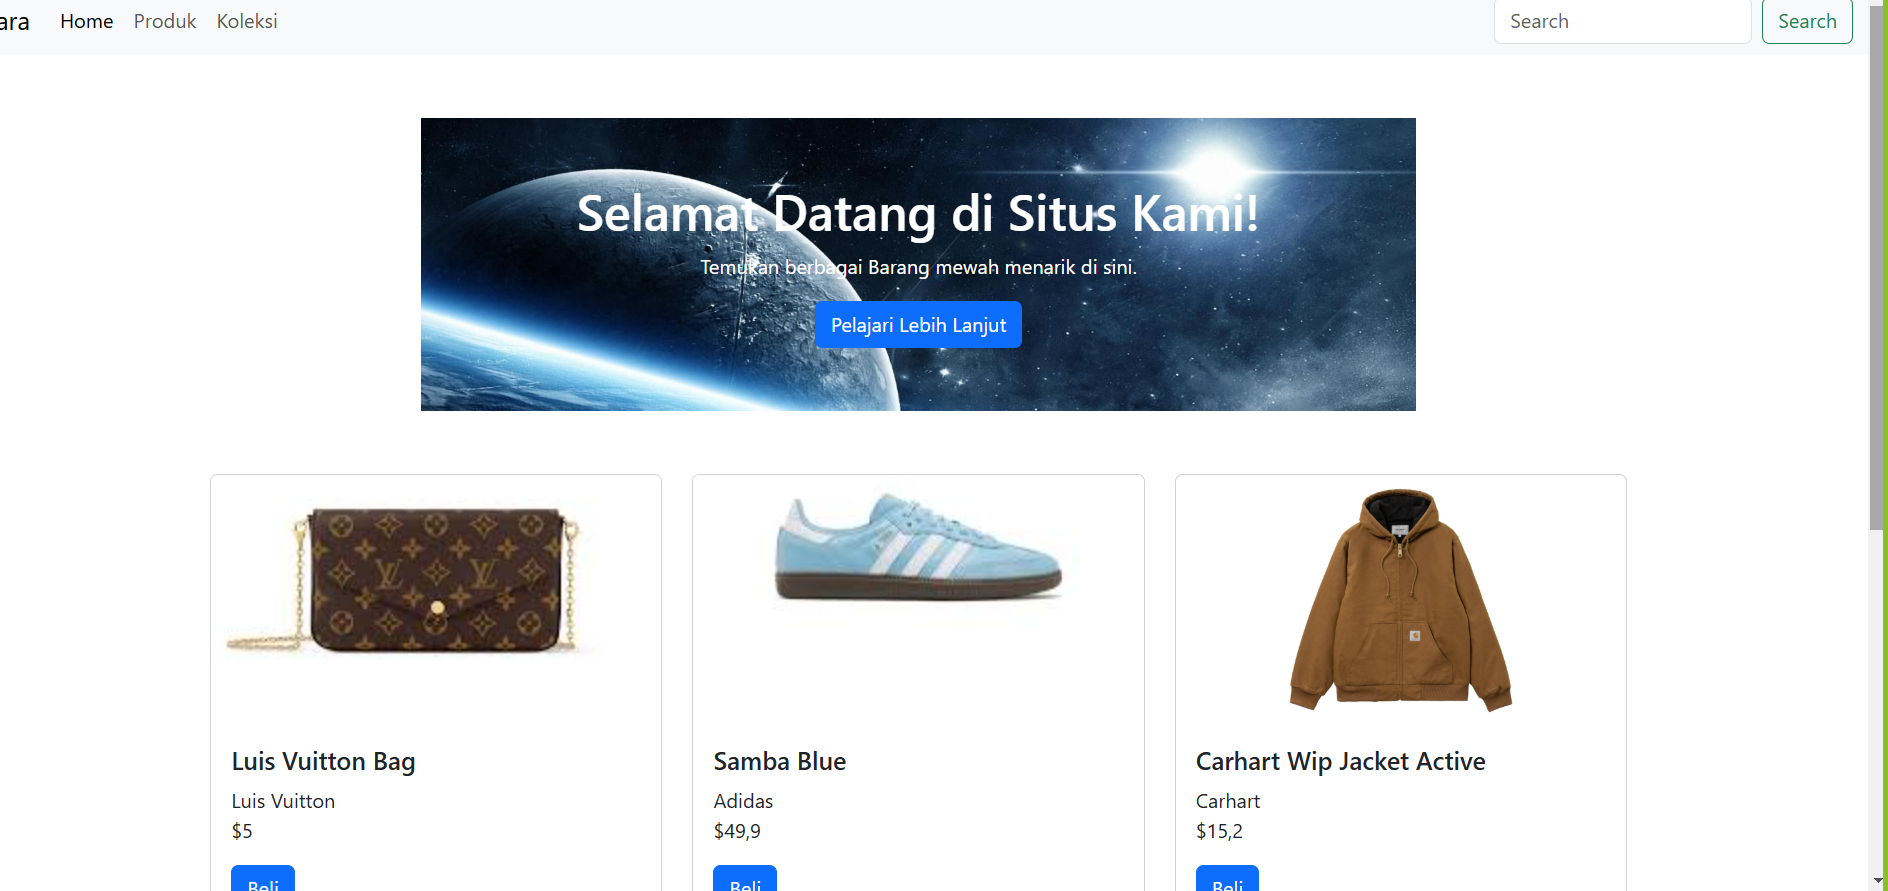 ara Home Produk Koleksi Search Search
Selamat Datang di Situs Kami!
Temukan berbagai Barang mewah menarik di sini.
Pelajari Lebih Lanjut
Luis Vuitton Bag
Luis Vuitton
$5
Beli
Samba Blue
Adidas
$49,9
Beli
Carhart Wip Jacket Active
Carhart
$15,2
Beli